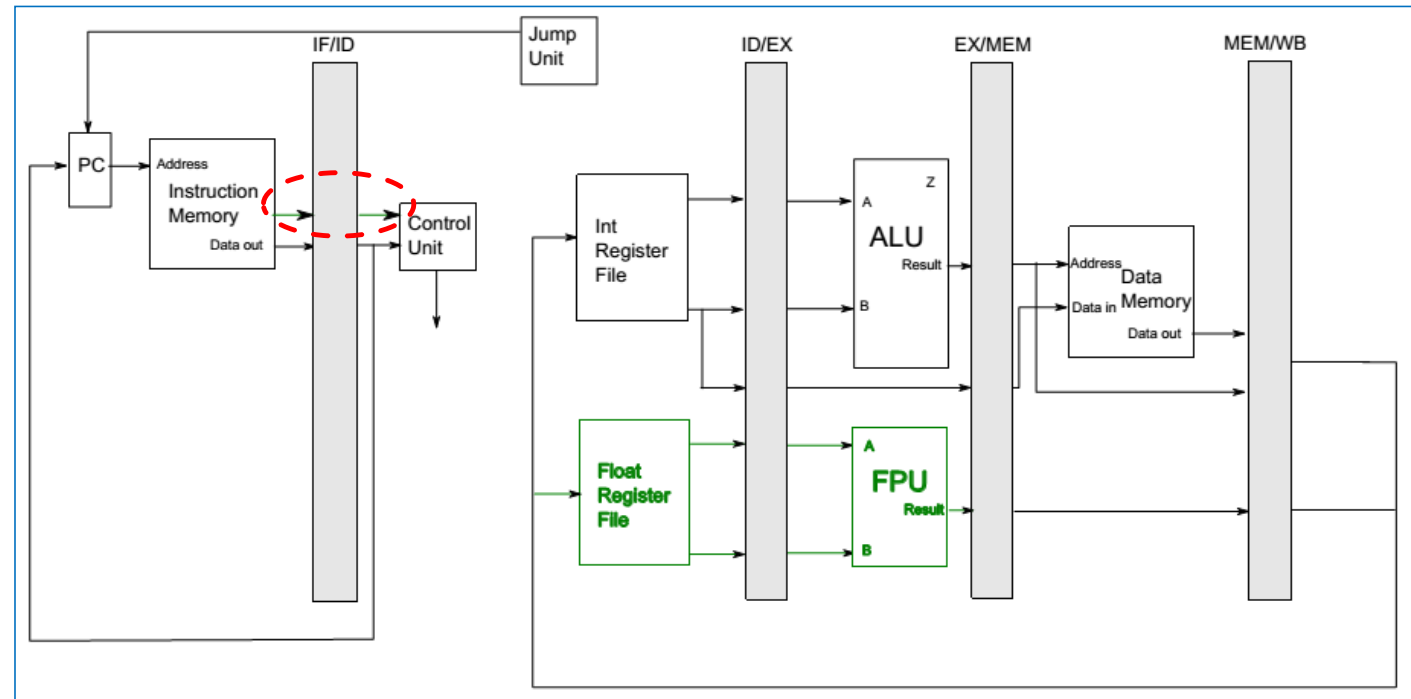 Jump
Unit
IF/ID
ID/EX
EX/MEM
MEM/WB
PC
Address
Instruction
Memory
Data out
Control
Unit
Int
Register
File
A
Z
ALU
Result
B
Address
Data
Memory
Data in
Data out
Float
Register
File
A
FPU
Result
B